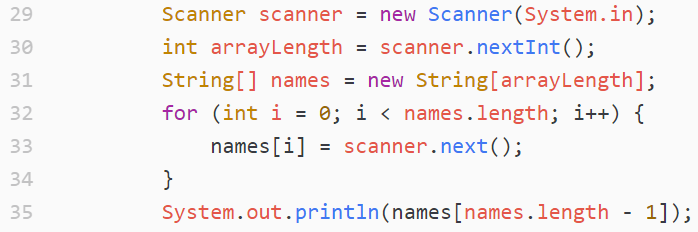 29 Scanner scanner = new Scanner(System.in);
30 int arrayLength = scanner.nextInt();
31 String[] names = new String[arrayLength];
32 for (int i = 0; i < names.length; i++) {
33 names[i] = scanner.next();
34 }
35 System.out.println(names[names.length - 1]);